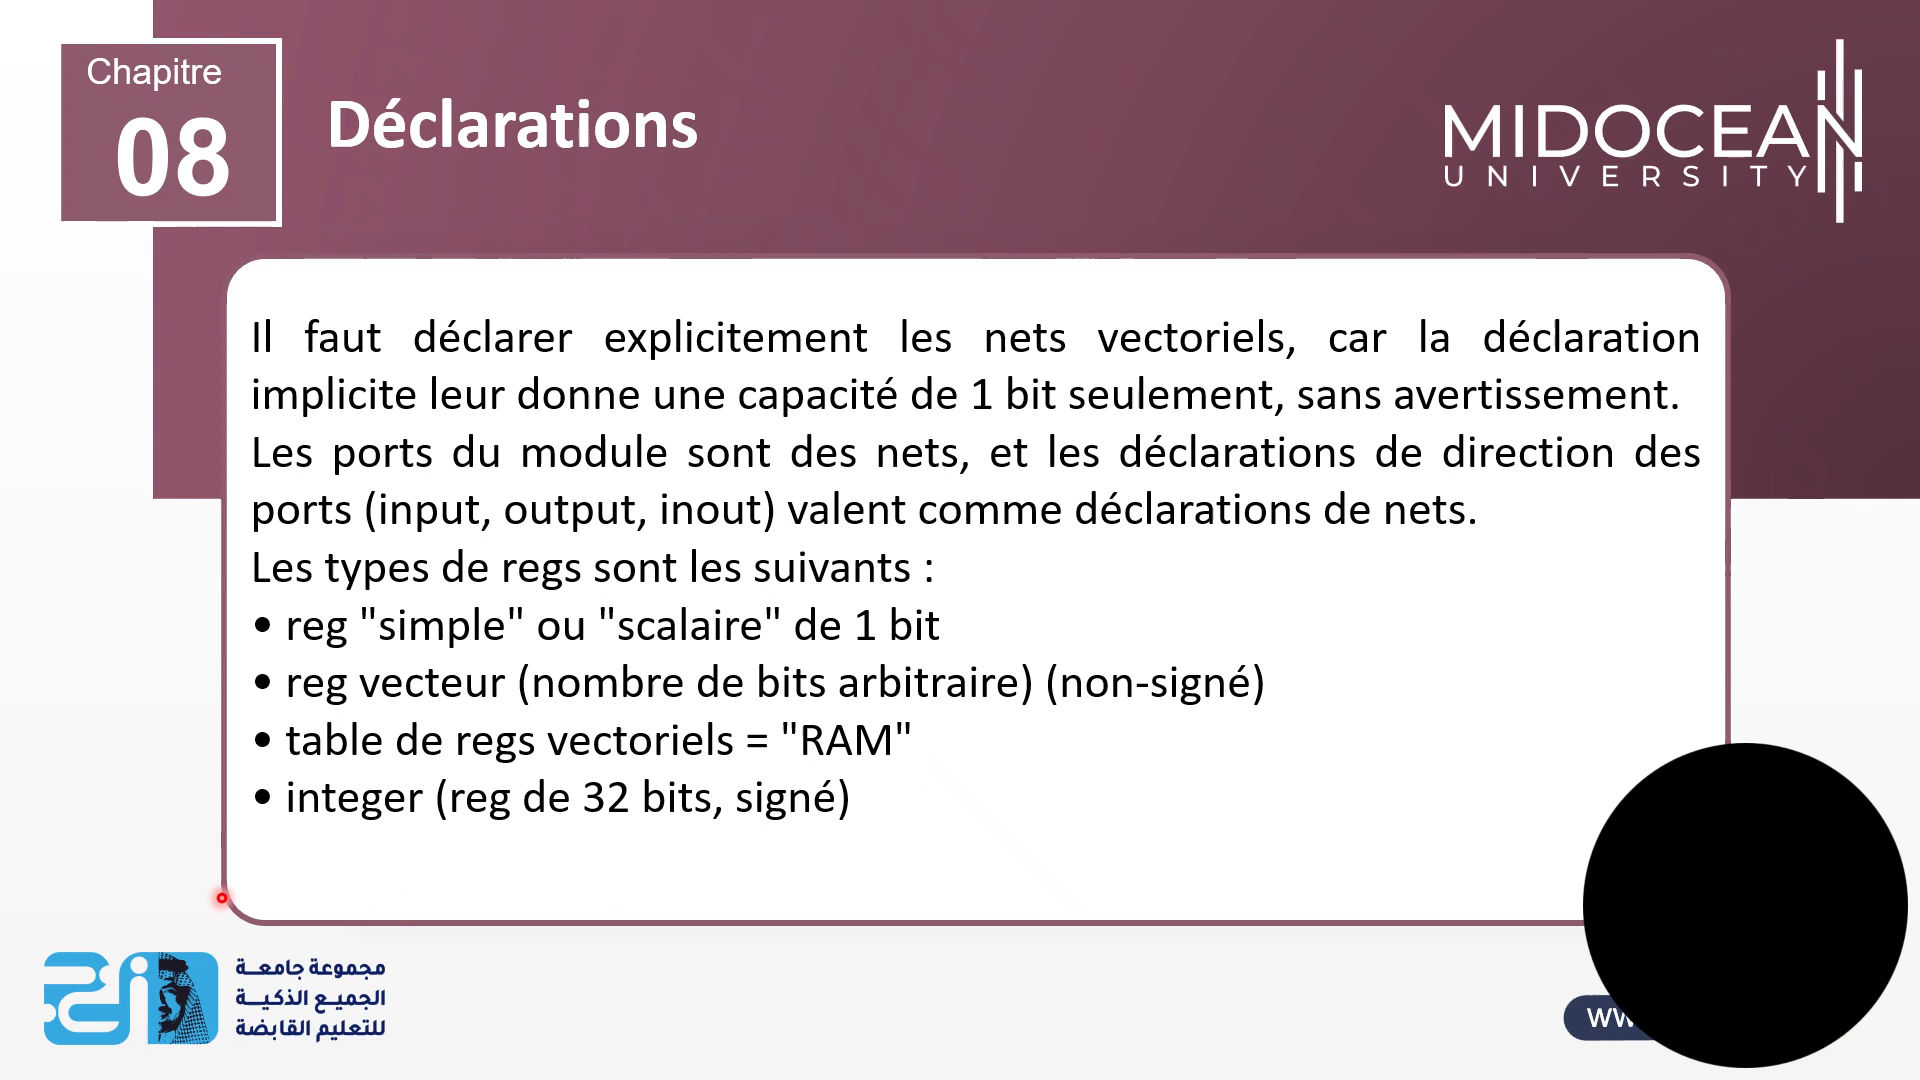 Chapitre
08
Déclarations
MIDOCEAN
UNIVERSITY
Il faut déclarer explicitement les nets vectoriels, car la déclaration
implicite leur donne une capacité de 1 bit seulement, sans avertissement.
Les ports du module sont des nets, et les déclarations de direction des
ports (input, output, inout) valent comme déclarations de nets.
Les types de regs sont les suivants :
• reg "simple" ou "scalaire" de 1 bit
• reg vecteur (nombre de bits arbitraire) (non-signé)
• table de regs vectoriels = "RAM"
• integer (reg de 32 bits, signé)
مجموعة جامعة
الجميع الذكية
للتعليم القابضة